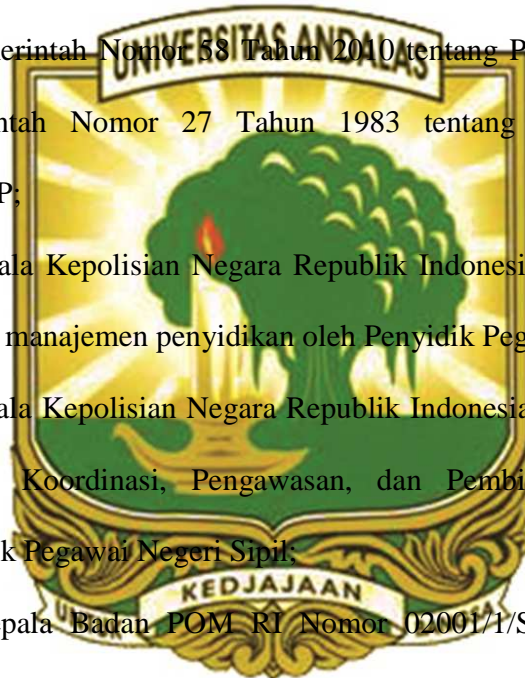 UNIVERSITAS ANDALAS
erintah Nomor 58 Tahun 2010 tentang P
ntah Nomor 27 Tahun 1983 tentang
P;
ala Kepolisian Negara Republik Indonesi
manajemen penyidikan oleh Penyidik Peg
ala Kepolisian Negara Republik Indonesia
Koordinasi, Pengawasan, dan Pembi
k Pegawai Negeri Sipil;
KEDJAJAAN
epala Badan POM RI Nomor 02001/1/S